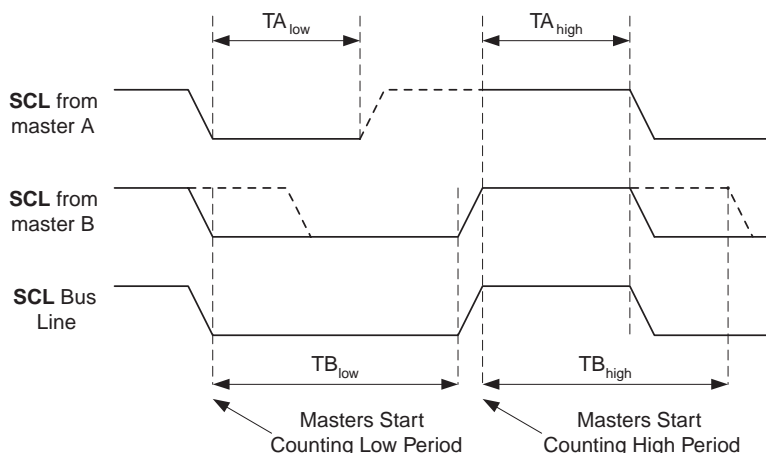 TA low
TA high
SCL from
master A
SCL from
master B
SCL Bus
Line
TB low
TB high
Masters Start
Counting Low Period
Masters Start
Counting High Period